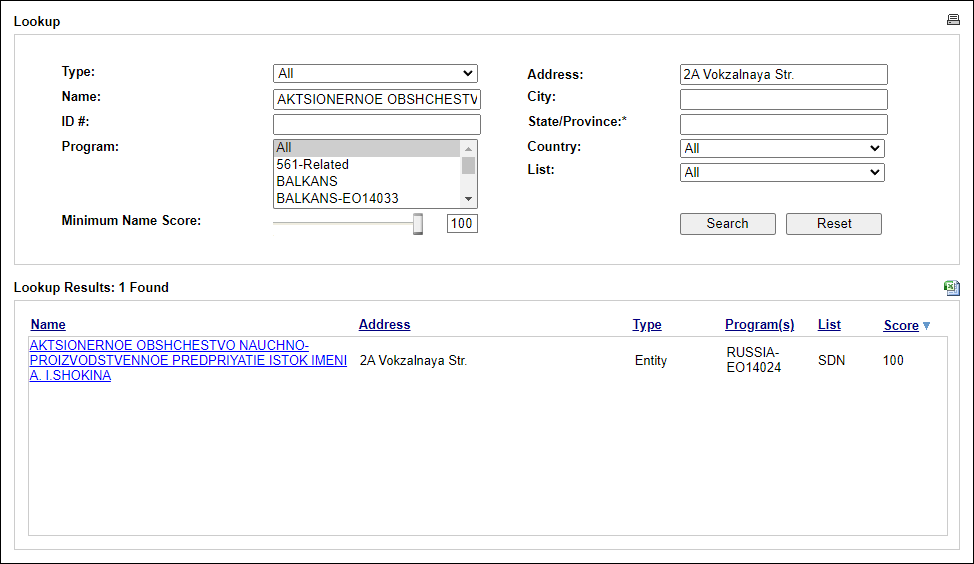 Lookup
Type:
All
Name:
AKTSIONERNOE OBSHCHESTV
ID #:
Program:
All
561-Related
BALKANS
BALKANS-EO14033
Minimum Name Score:
100
Address:
2A Vokzalnaya Str.
City:
State/Province:*
Country:
All
List:
All
Search
Reset
Lookup Results: 1 Found
Name
Address
Type
Program(s)
List
Score
AKTSIONERNOE OBSHCHESTVO NAUCHNO-
PROIZVODSTVENNOE PREDPRIYATIE ISTOK IMENI
A. I.SHOKINA
2A Vokzalnaya Str.
Entity
RUSSIA-
EO14024
SDN
100